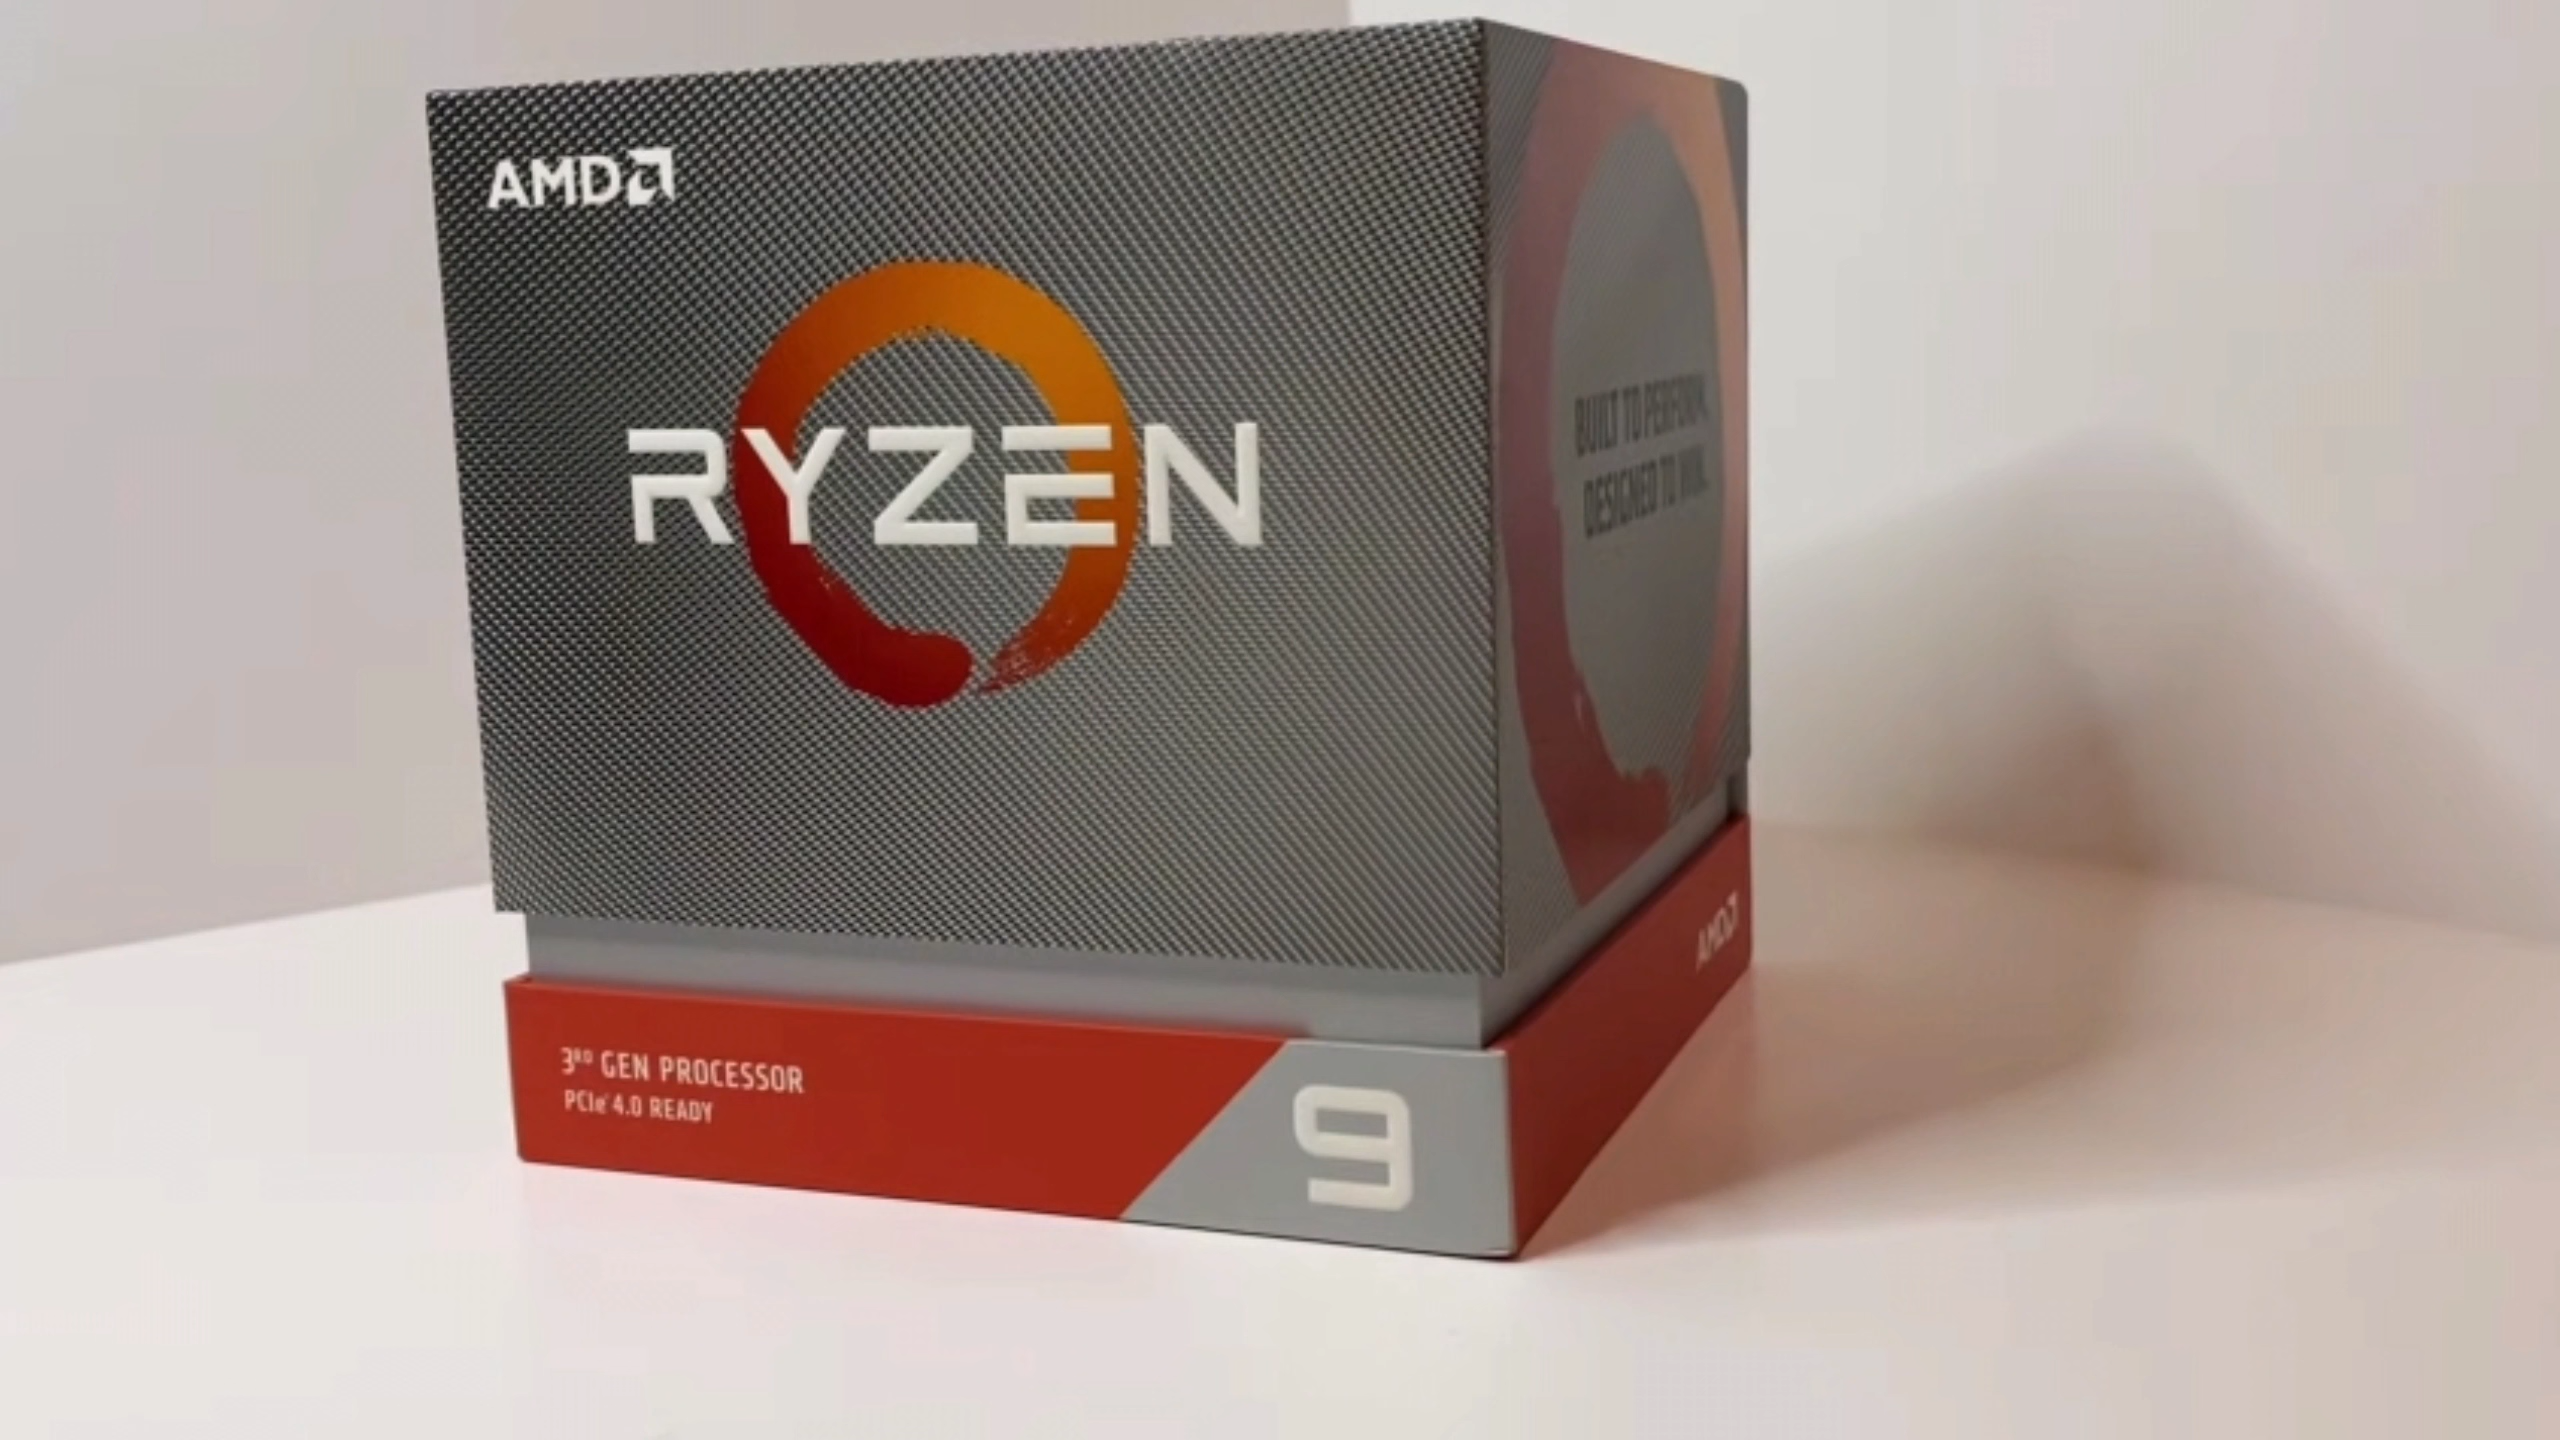 AMD
RYZEN
BUILT TO PERFORM.
DESIGNED TO WIN.
AMD
3RD GEN PROCESSOR
PCIe® 4.0 READY
9